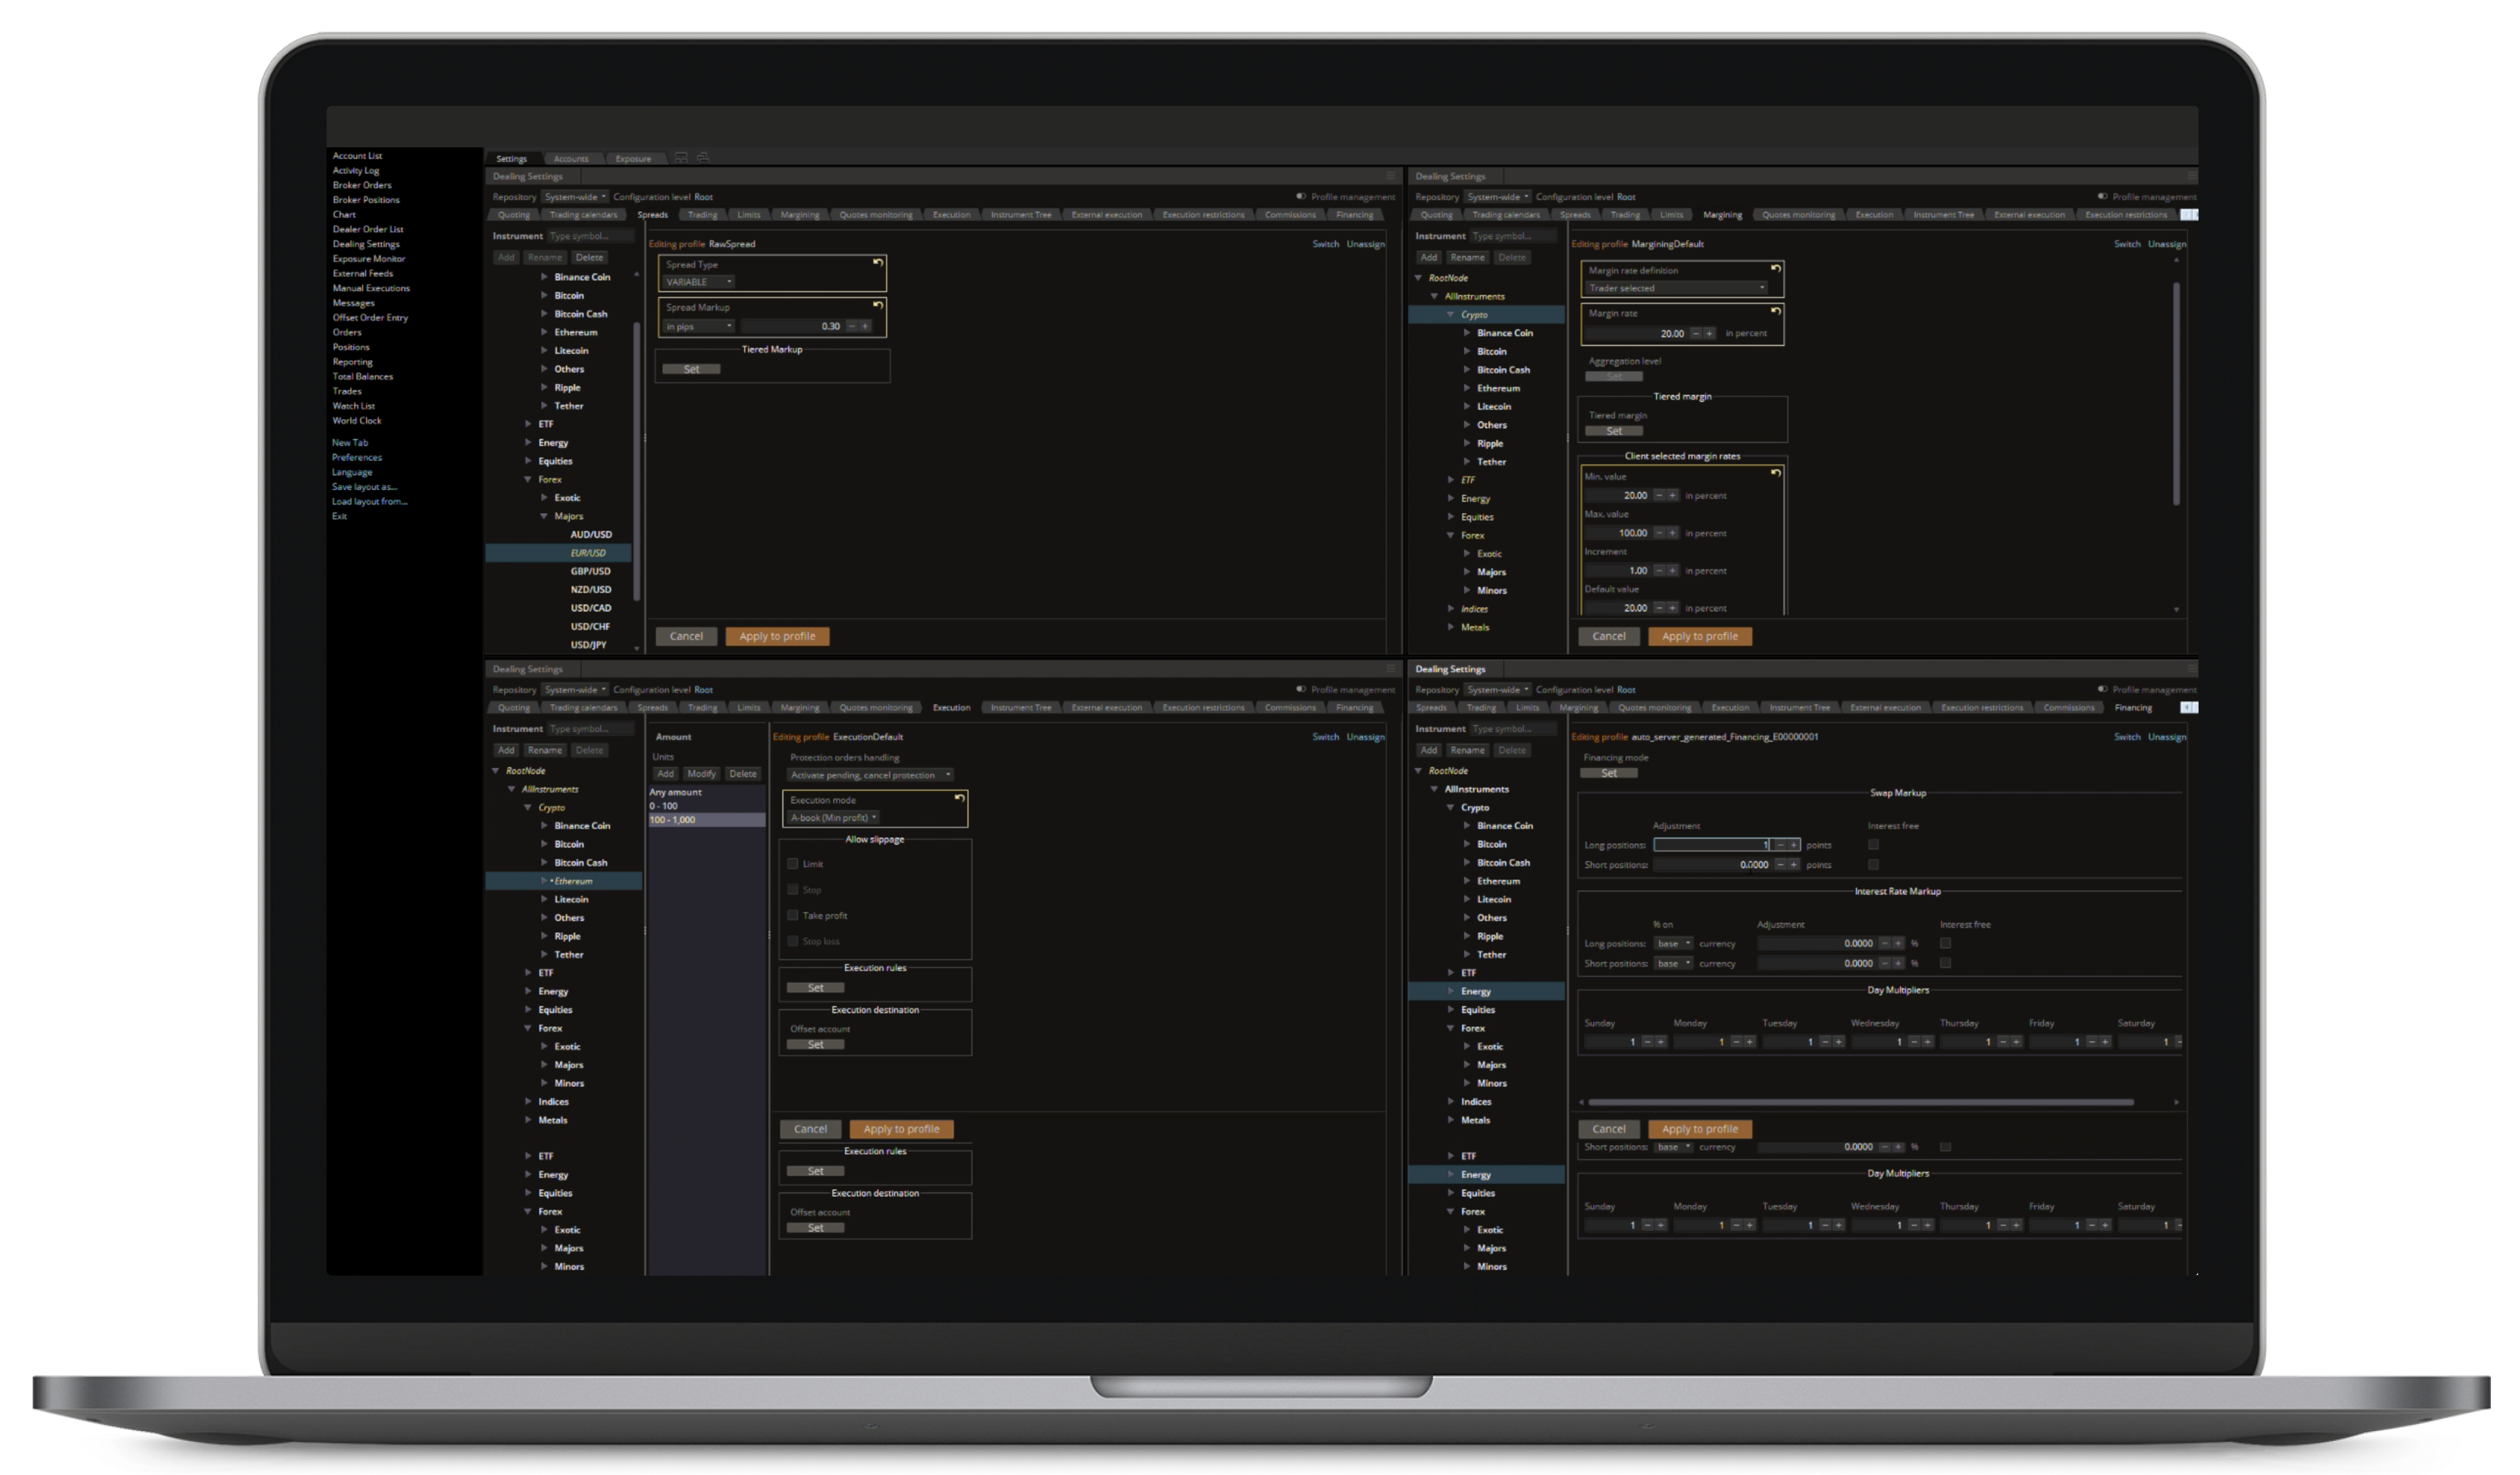 Account List
Activity Log
Broker Orders
Broker Positions
Chart
Dealer Order List
Dealing Settings
Exposure Monitor
External Feeds
Manual Executions
Messages
Offset Order Entry
Orders
Positions
Reporting
Total Balances
Trades
Watch List
World Clock
New Tab
Preferences
Language
Save layout as...
Load layout from...
Exit
Settings Accounts Exposure
Dealing Settings
Repository System-wide Configuration level Root Profile management
Quoting Trading calendars Spreads Trading Limits Margining Quotes monitoring Execution Instrument Tree External execution Execution restrictions Commissions Financing
Instrument Type symbol...
Add Rename Delete
Binance Coin
Bitcoin
Bitcoin Cash
Ethereum
Litecoin
Others
Ripple
Tether
ETF
Energy
Equities
Forex
Exotic
Majors
AUD/USD
EUR/USD
GBP/USD
NZD/USD
USD/CAD
USD/CHF
USD/JPY
Editing profile RawSpread Switch Unassign
Spread Type
VARIABLE
Spread Markup
in pips 0.30 − +
Tiered Markup
Set
Cancel Apply to profile
Dealing Settings
Repository System-wide Configuration level Root Profile management
Quoting Trading calendars Spreads Trading Limits Margining Quotes monitoring Execution Instrument Tree External execution Execution restrictions
Instrument Type symbol...
Add Rename Delete
RootNode
AllInstruments
Crypto
Binance Coin
Bitcoin
Bitcoin Cash
Ethereum
Litecoin
Others
Ripple
Tether
ETF
Energy
Equities
Forex
Exotic
Majors
Minors
Indices
Metals
Editing profile MarginingDefault Switch Unassign
Margin rate definition
Trader selected
Margin rate
20.00 − + in percent
Aggregation level
Set
Tiered margin
Tiered margin
Set
Client selected margin rates
Min. value
20.00 − + in percent
Max. value
100.00 − + in percent
Increment
1.00 − + in percent
Default value
20.00 − + in percent
Cancel Apply to profile
Dealing Settings
Repository System-wide Configuration level Root Profile management
Quoting Trading calendars Spreads Trading Limits Margining Quotes monitoring Execution Instrument Tree External execution Execution restrictions Commissions Financing
Instrument Type symbol...
Add Rename Delete
RootNode
AllInstruments
Crypto
Binance Coin
Bitcoin
Bitcoin Cash
• Ethereum
Litecoin
Others
Ripple
Tether
ETF
Energy
Equities
Forex
Exotic
Majors
Minors
Indices
Metals
ETF
Energy
Equities
Forex
Exotic
Majors
Minors
Amount
Units
Add Modify Delete
Any amount
0 - 100
100 - 1,000
Editing profile ExecutionDefault Switch Unassign
Protection orders handling
Activate pending, cancel protection
Execution mode
A-book (Min profit)
Allow slippage
Limit
Stop
Take profit
Stop loss
Execution rules
Set
Execution destination
Offset account
Set
Cancel Apply to profile
Execution rules
Set
Execution destination
Offset account
Set
Dealing Settings
Repository System-wide Configuration level Root Profile management
Spreads Trading Limits Margining Quotes monitoring Execution Instrument Tree External execution Execution restrictions Commissions Financing
Instrument Type symbol...
Add Rename Delete
RootNode
AllInstruments
Crypto
Binance Coin
Bitcoin
Bitcoin Cash
Ethereum
Litecoin
Others
Ripple
Tether
ETF
Energy
Equities
Forex
Exotic
Majors
Minors
Indices
Metals
ETF
Energy
Equities
Forex
Exotic
Majors
Minors
Editing profile auto_server_generated_Financing_E00000001 Switch Unassign
Financing mode
Set
Swap Markup
Adjustment Interest free
Long positions: 1 − + points
Short positions: 0.0000 − + points
Interest Rate Markup
% on Adjustment Interest free
Long positions: base currency 0.0000 − + %
Short positions: base currency 0.0000 − + %
Day Multipliers
Sunday Monday Tuesday Wednesday Thursday Friday Saturday
1 − + 1 − + 1 − + 1 − + 1 − + 1 − + 1 −
Cancel Apply to profile
Short positions: base currency 0.0000 − + %
Day Multipliers
Sunday Monday Tuesday Wednesday Thursday Friday Saturday
1 − + 1 − + 1 − + 1 − + 1 − + 1 − + 1 −